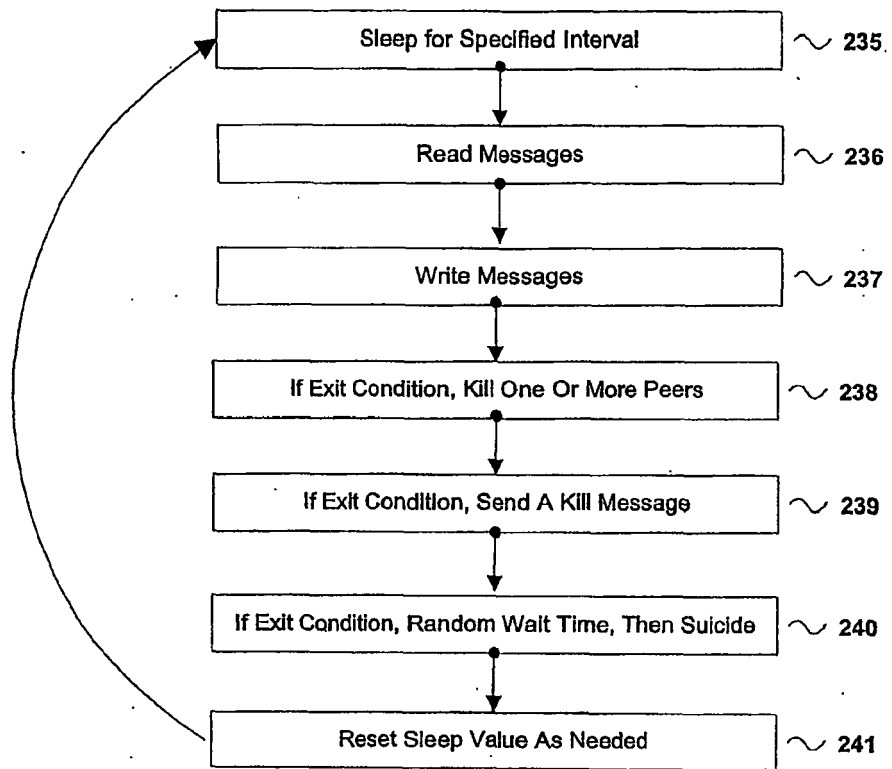 Sleep for Specified Interval 235
Read Messages 236
Write Messages 237
If Exit Condition, Kill One Or More Peers 238
If Exit Condition, Send A Kill Message 239
If Exit Condition, Random Wait Time, Then Suicide 240
Reset Sleep Value As Needed 241